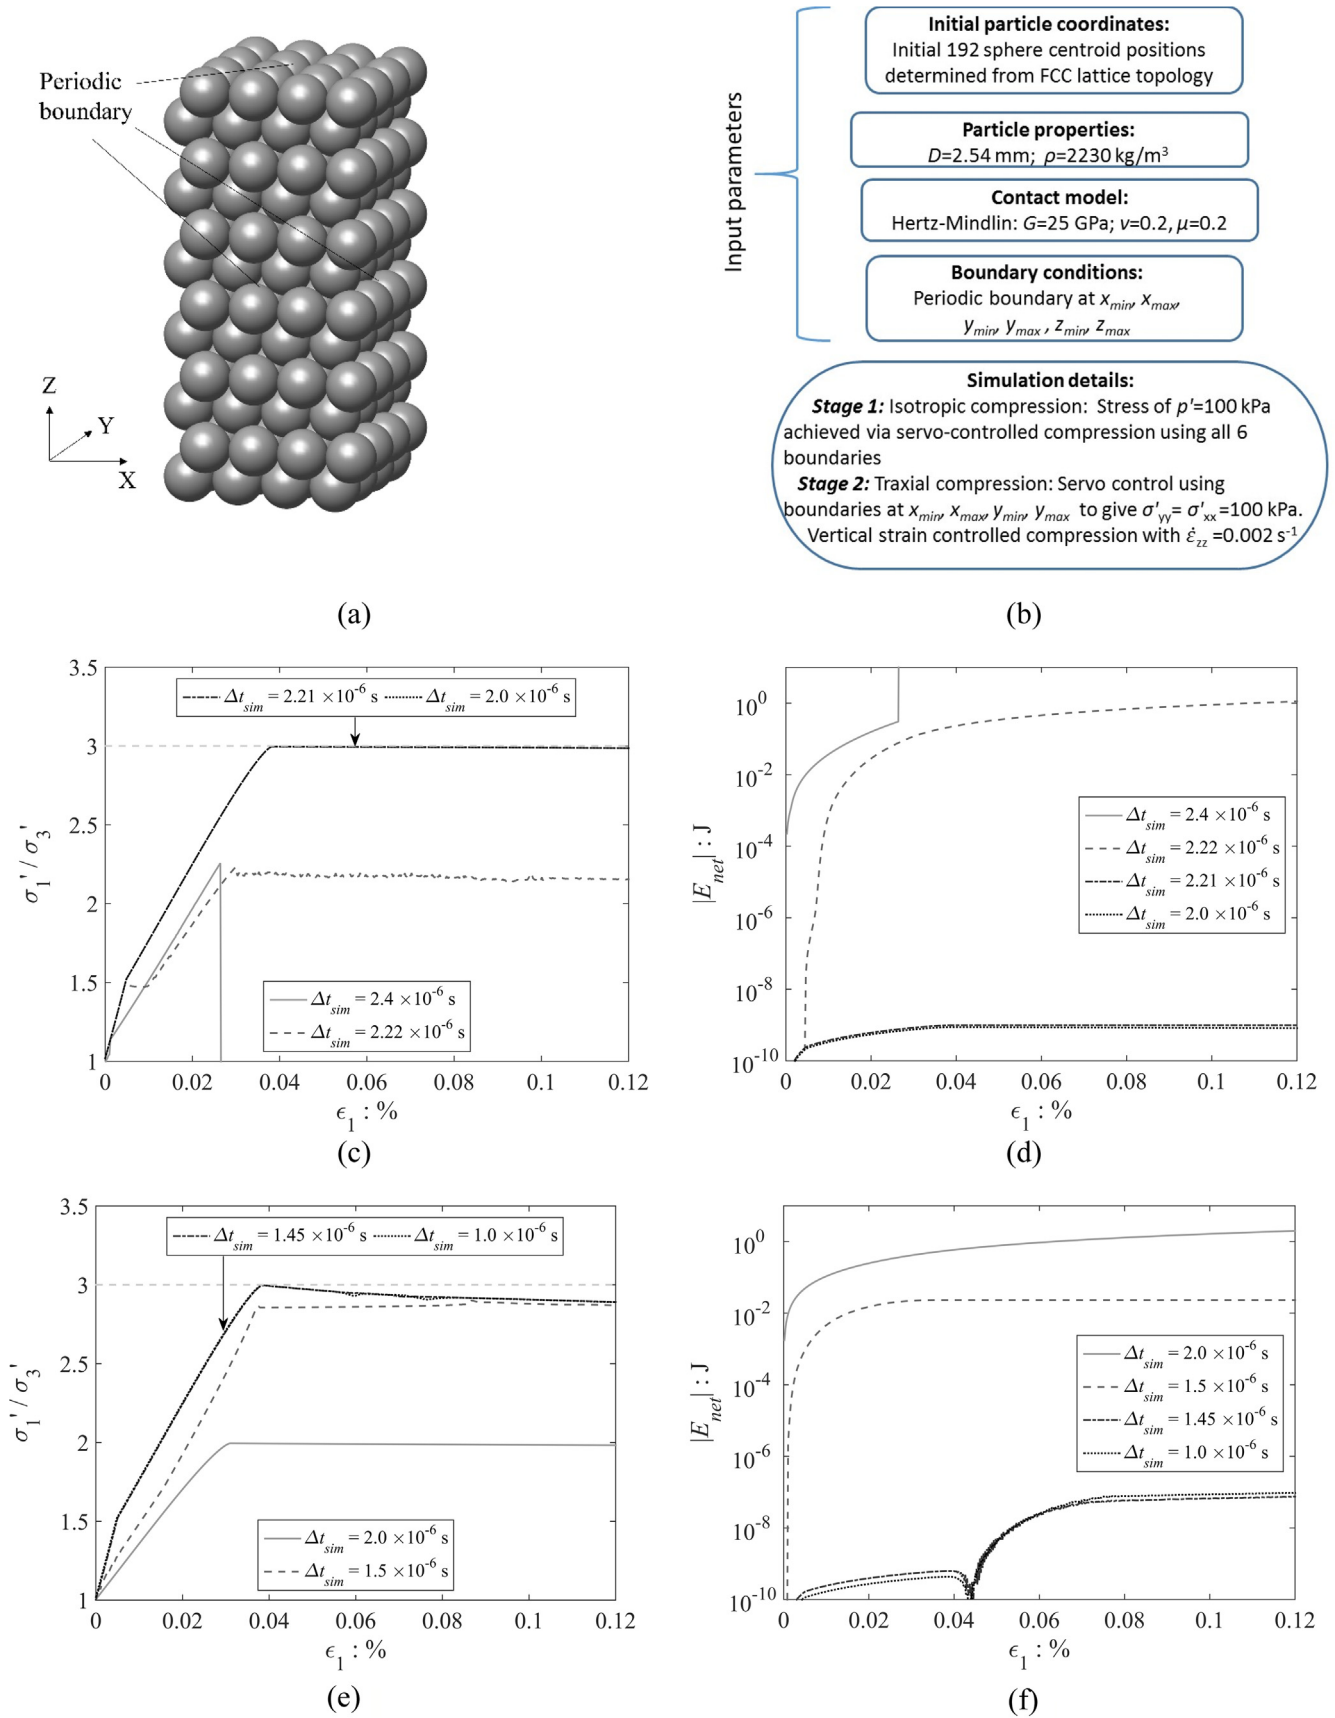 Periodic
boundary
Z
Y
X
(a)
Input parameters
Initial particle coordinates:
Initial 192 sphere centroid positions
determined from FCC lattice topology
Particle properties:
D=2.54 mm; ρ=2230 kg/m³
Contact model:
Hertz-Mindlin: G=25 GPa; ν=0.2, μ=0.2
Boundary conditions:
Periodic boundary at xmin, xmax,
ymin, ymax , zmin, zmax
Simulation details:
Stage 1: Isotropic compression: Stress of p'=100 kPa
achieved via servo-controlled compression using all 6
boundaries
Stage 2: Traxial compression: Servo control using
boundaries at xmin, xmax, ymin, ymax to give σ'yy= σ'xx =100 kPa.
Vertical strain controlled compression with ε̇zz =0.002 s⁻¹
(b)
3.5
3
2.5
2
1.5
1
σ1' / σ3'
Δtsim = 2.21 ×10⁻⁶ s Δtsim = 2.0 ×10⁻⁶ s
Δtsim = 2.4 ×10⁻⁶ s
Δtsim = 2.22 ×10⁻⁶ s
0 0.02 0.04 0.06 0.08 0.1 0.12
ϵ1 : %
(c)
10⁰
10⁻²
10⁻⁴
10⁻⁶
10⁻⁸
10⁻¹⁰
|Enet| : J
Δtsim = 2.4 ×10⁻⁶ s
Δtsim = 2.22 ×10⁻⁶ s
Δtsim = 2.21 ×10⁻⁶ s
Δtsim = 2.0 ×10⁻⁶ s
0 0.02 0.04 0.06 0.08 0.1 0.12
ϵ1 : %
(d)
3.5
3
2.5
2
1.5
1
σ1' / σ3'
Δtsim = 1.45 ×10⁻⁶ s Δtsim = 1.0 ×10⁻⁶ s
Δtsim = 2.0 ×10⁻⁶ s
Δtsim = 1.5 ×10⁻⁶ s
0 0.02 0.04 0.06 0.08 0.1 0.12
ϵ1 : %
(e)
10⁰
10⁻²
10⁻⁴
10⁻⁶
10⁻⁸
10⁻¹⁰
|Enet| : J
Δtsim = 2.0 ×10⁻⁶ s
Δtsim = 1.5 ×10⁻⁶ s
Δtsim = 1.45 ×10⁻⁶ s
Δtsim = 1.0 ×10⁻⁶ s
0 0.02 0.04 0.06 0.08 0.1 0.12
ϵ1 : %
(f)